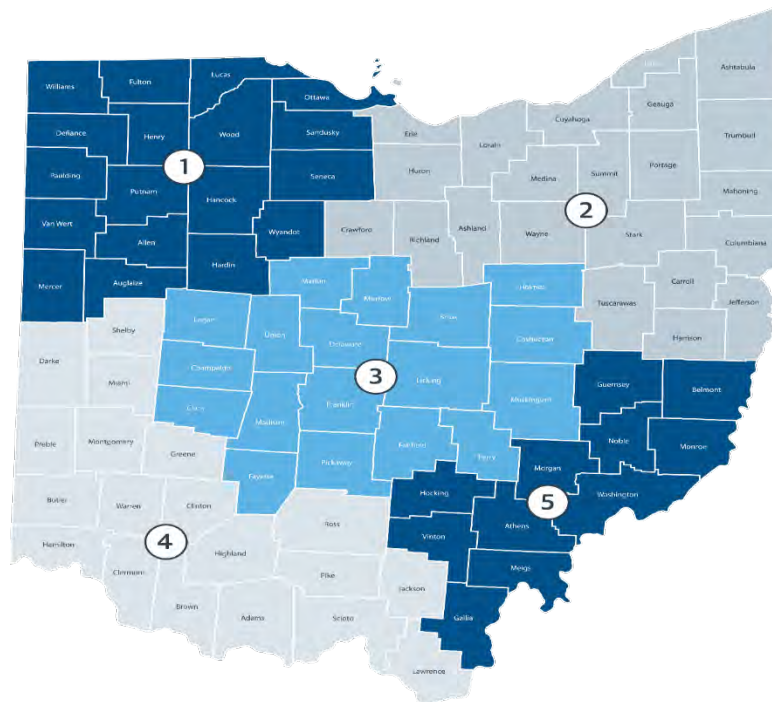 Williams
Fulton
Lucas
Ottawa
Defiance
Henry
Wood
Sandusky
Paulding
Putnam
Hancock
Seneca
Van Wert
Allen
Wyandot
Mercer
Auglaize
Hardin
1
Ashtabula
Geauga
Cuyahoga
Erie
Lorain
Trumbull
Huron
Medina
Summit
Portage
Mahoning
Crawford
Richland
Ashland
Wayne
Stark
Columbiana
Tuscarawas
Carroll
Jefferson
Harrison
2
Marion
Morrow
Knox
Holmes
Logan
Union
Delaware
Coshocton
Champaign
Licking
Clark
Madison
Franklin
Muskingum
Fairfield
Perry
Fayette
Pickaway
3
Shelby
Darke
Miami
Preble
Montgomery
Greene
Butler
Warren
Clinton
Ross
Hamilton
Clermont
Highland
Pike
Jackson
Brown
Adams
Scioto
Lawrence
4
Guernsey
Belmont
Noble
Monroe
Morgan
Washington
Hocking
Athens
Vinton
Meigs
Gallia
5